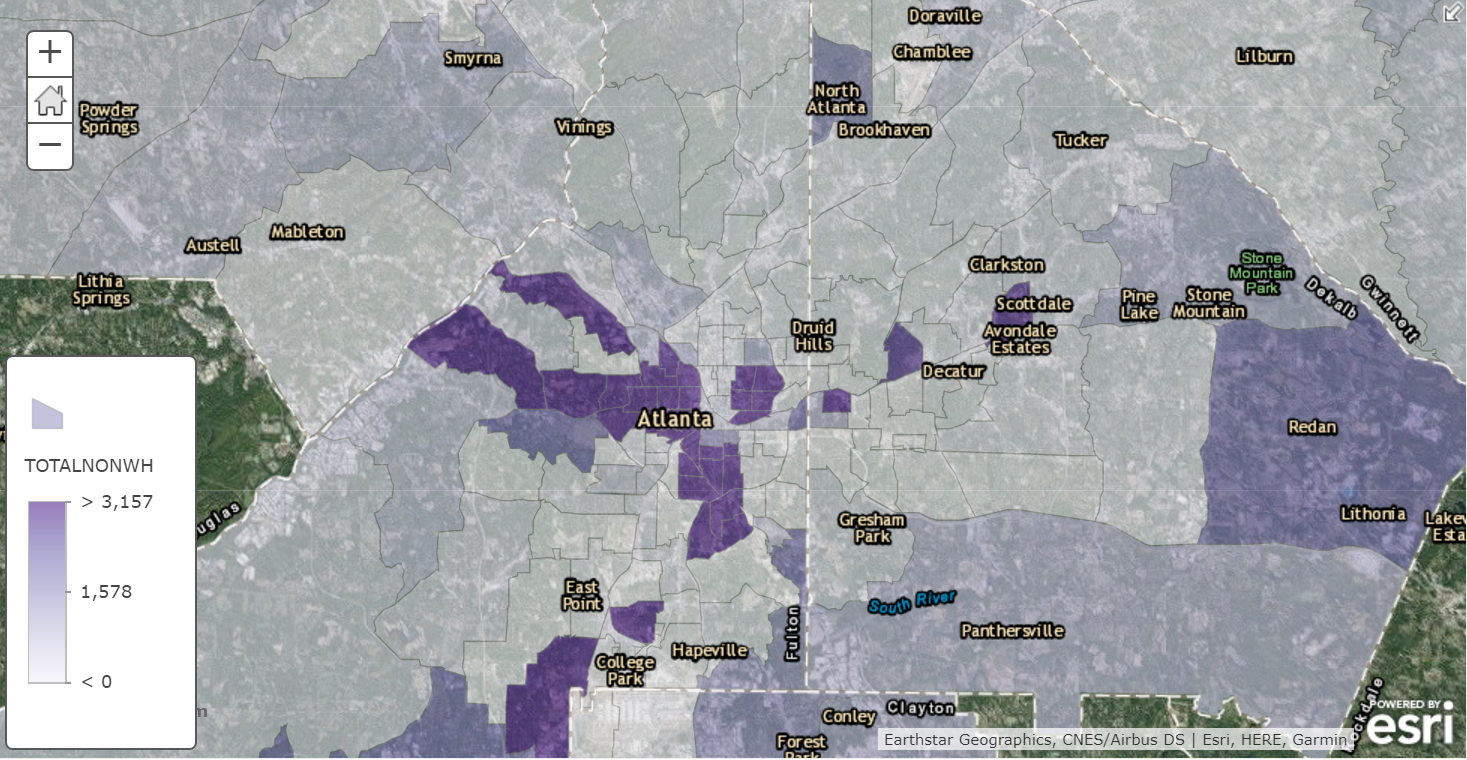 Doraville
Chamblee
Smyrna
Lilburn
+
North
Atlanta
Powder
Springs
Vinings
Brookhaven
Tucker
−
Mableton
Austell
Clarkston
Stone
Mountain
Park
Lithia
Springs
Scottdale
Pine
Lake
Stone
Mountain
Dekalb
Gwinnett
Druid
Hills
Avondale
Estates
Decatur
Atlanta
Redan
TOTALNONWH
> 3,157
1,578
< 0
uglas
Gresham
Park
Lithonia
Lakev
Esta
East
Point
South River
Fulton
Panthersville
Hapeville
College
Park
Clayton
Conley
Forest
Park
m
ockdale
POWERED BY
esri
Earthstar Geographics, CNES/Airbus DS | Esri, HERE, Garmin